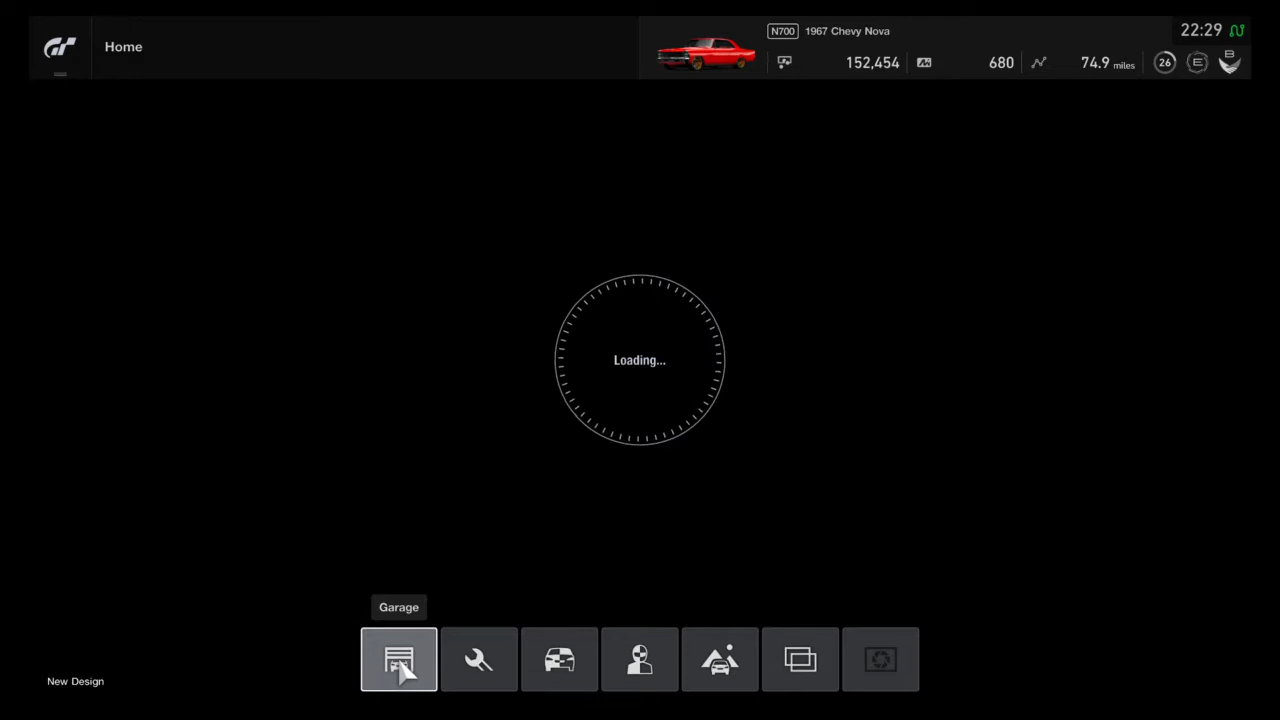 Home
N700 1967 Chevy Nova
22:29
152,454
680
74.9 miles
26
E
B
Loading...
Garage
New Design